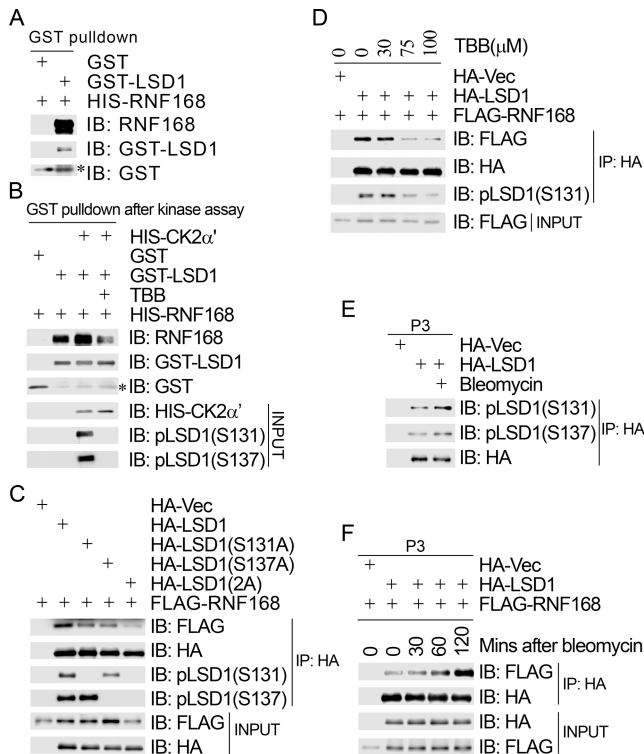 A
GST pulldown
+ GST
+ GST-LSD1
+ + HIS-RNF168
IB: RNF168
IB: GST-LSD1
* IB: GST
B
GST pulldown after kinase assay
+ + HIS-CK2α'
+ GST
+ + + GST-LSD1
+ TBB
+ + + + HIS-RNF168
IB: RNF168
IB: GST-LSD1
* IB: GST
IB: HIS-CK2α'
IB: pLSD1(S131)
IB: pLSD1(S137)
INPUT
C
+ HA-Vec
+ HA-LSD1
+ HA-LSD1(S131A)
+ HA-LSD1(S137A)
+ HA-LSD1(2A)
+ + + + + FLAG-RNF168
IB: FLAG
IB: HA
IB: pLSD1(S131)
IB: pLSD1(S137)
IP: HA
IB: FLAG
IB: HA
INPUT
D
0 0 30 75 100 TBB(μM)
+ HA-Vec
+ + + + HA-LSD1
+ + + + + FLAG-RNF168
IB: FLAG
IB: HA
IB: pLSD1(S131)
IP: HA
IB: FLAG INPUT
E
P3
+ HA-Vec
+ + HA-LSD1
+ Bleomycin
IB: pLSD1(S131)
IB: pLSD1(S137)
IB: HA
IP: HA
F
P3
+ HA-Vec
+ + + + HA-LSD1
+ + + + + FLAG-RNF168
0 0 30 60 120 Mins after bleomycin
IB: FLAG
IB: HA
IP: HA
IB: HA
IB: FLAG
INPUT